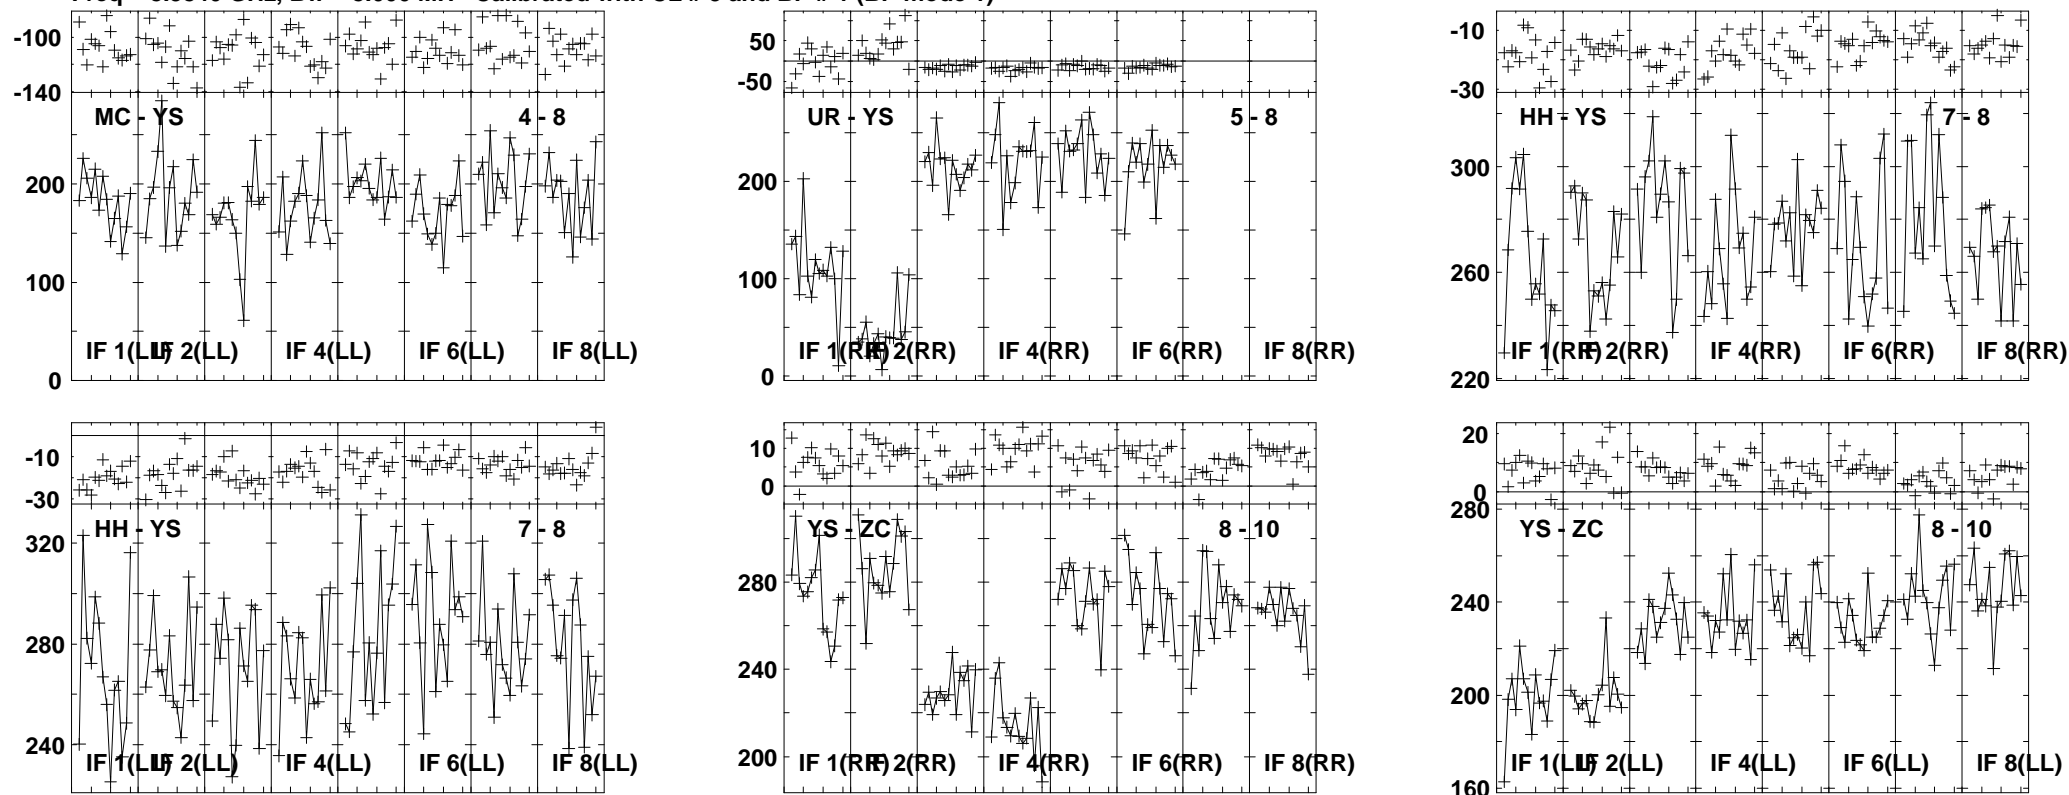 -100
-140
MC - YS 4 - 8
200
100
0
IF 1(LL) IF 2(LL) IF 4(LL) IF 6(LL) IF 8(LL)
50
-50
UR - YS 5 - 8
200
150
100
50
0
IF 1(RR) IF 2(RR) IF 4(RR) IF 6(RR) IF 8(RR)
-10
-30
HH - YS 7 - 8
300
260
220
IF 1(RR) IF 2(RR) IF 4(RR) IF 6(RR) IF 8(RR)
-10
-30
HH - YS 7 - 8
320
280
240
IF 1(LL) IF 2(LL) IF 4(LL) IF 6(LL) IF 8(LL)
10
0
YS - ZC 8 - 10
280
240
200
IF 1(RR) IF 2(RR) IF 4(RR) IF 6(RR) IF 8(RR)
20
0
280
YS - ZC 8 - 10
240
200
160
IF 1(LL) IF 2(LL) IF 4(LL) IF 6(LL) IF 8(LL)